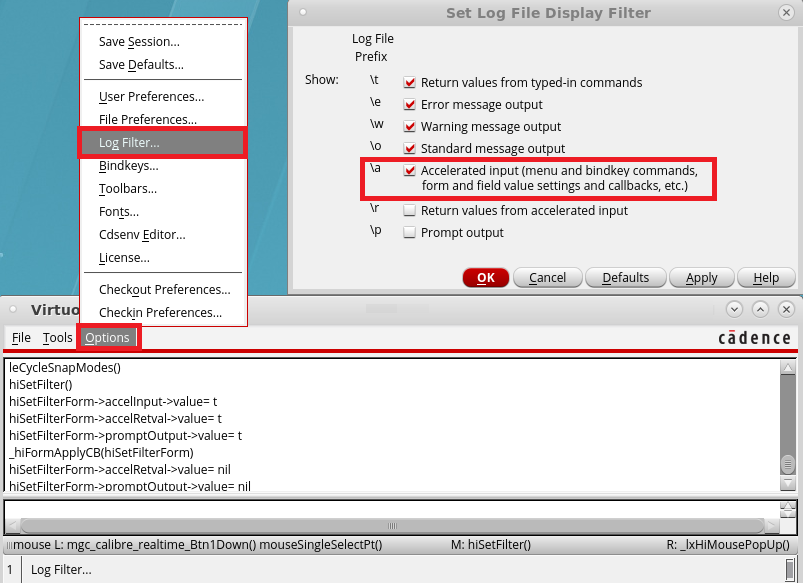 Save Session...
Save Defaults...
User Preferences...
File Preferences...
Log Filter...
Bindkeys...
Toolbars...
Fonts...
Cdsenv Editor...
License...
Checkout Preferences...
Checkin Preferences...
Set Log File Display Filter
Log File
Prefix
Show:
\t Return values from typed-in commands
\e Error message output
\w Warning message output
\o Standard message output
\a Accelerated input (menu and bindkey commands,
form and field value settings and callbacks, etc.)
\r Return values from accelerated input
\p Prompt output
OK Cancel Defaults Apply Help
Virtuo
File Tools Options cādence
leCycleSnapModes()
hiSetFilter()
hiSetFilterForm->accelInput->value= t
hiSetFilterForm->accelRetval->value= t
hiSetFilterForm->promptOutput->value= t
_hiFormApplyCB(hiSetFilterForm)
hiSetFilterForm->accelRetval->value= nil
hiSetFilterForm->promptOutput->value= nil
mouse L: mgc_calibre_realtime_Btn1Down() mouseSingleSelectPt() M: hiSetFilter() R: _lxHiMousePopUp()
1 Log Filter...